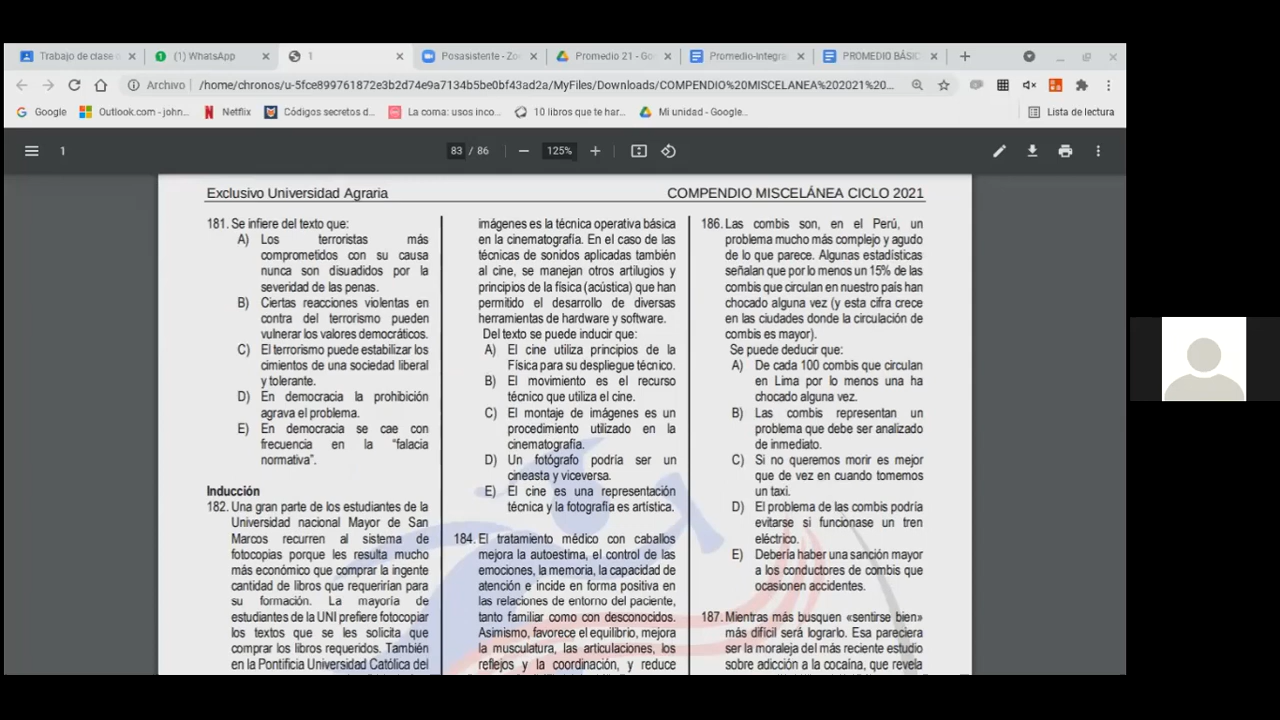 Trabajo de clase d
(1) WhatsApp
1
Posasistente - Zo
Promedio 21 - Go
Promedio-Integra
PROMEDIO BÁSIC
Archivo
/home/chronos/u-5fce899761872e3b2d74e9a7134b5be0bf43ad2a/MyFiles/Downloads/COMPENDIO%20MISCELANEA%202021%20...
Google
Outlook.com - john...
Netflix
Códigos secretos d...
La coma: usos inco...
10 libros que te har...
Mi unidad - Google...
Lista de lectura
1
83 / 86
125%
Exclusivo Universidad Agraria
COMPENDIO MISCELÁNEA CICLO 2021
181. Se infiere del texto que:
A) Los terroristas más
comprometidos con su causa
nunca son disuadidos por la
severidad de las penas.
B) Ciertas reacciones violentas en
contra del terrorismo pueden
vulnerar los valores democráticos.
C) El terrorismo puede estabilizar los
cimientos de una sociedad liberal
y tolerante.
D) En democracia la prohibición
agrava el problema.
E) En democracia se cae con
frecuencia en la “falacia
normativa”.
Inducción
182. Una gran parte de los estudiantes de la
Universidad nacional Mayor de San
Marcos recurren al sistema de
fotocopias porque les resulta mucho
más económico que comprar la ingente
cantidad de libros que requerirían para
su formación. La mayoría de
estudiantes de la UNI prefiere fotocopiar
los textos que se les solicita que
comprar los libros requeridos. También
en la Pontificia Universidad Católica del
imágenes es la técnica operativa básica
en la cinematografía. En el caso de las
técnicas de sonidos aplicadas también
al cine, se manejan otros artilugios y
principios de la física (acústica) que han
permitido el desarrollo de diversas
herramientas de hardware y software.
Del texto se puede inducir que:
A) El cine utiliza principios de la
Física para su despliegue técnico.
B) El movimiento es el recurso
técnico que utiliza el cine.
C) El montaje de imágenes es un
procedimiento utilizado en la
cinematografía.
D) Un fotógrafo podría ser un
cineasta y viceversa.
E) El cine es una representación
técnica y la fotografía es artística.
184. El tratamiento médico con caballos
mejora la autoestima, el control de las
emociones, la memoria, la capacidad de
atención e incide en forma positiva en
las relaciones de entorno del paciente,
tanto familiar como con desconocidos.
Asimismo, favorece el equilibrio, mejora
la musculatura, las articulaciones, los
reflejos y la coordinación, y reduce
186. Las combis son, en el Perú, un
problema mucho más complejo y agudo
de lo que parece. Algunas estadísticas
señalan que por lo menos un 15% de las
combis que circulan en nuestro país han
chocado alguna vez (y esta cifra crece
en las ciudades donde la circulación de
combis es mayor).
Se puede deducir que:
A) De cada 100 combis que circulan
en Lima por lo menos una ha
chocado alguna vez.
B) Las combis representan un
problema que debe ser analizado
de inmediato.
C) Si no queremos morir es mejor
que de vez en cuando tomemos
un taxi.
D) El problema de las combis podría
evitarse si funcionase un tren
eléctrico.
E) Debería haber una sanción mayor
a los conductores de combis que
ocasionen accidentes.
187. Mientras más busquen «sentirse bien»
más difícil será lograrlo. Esa pareciera
ser la moraleja del más reciente estudio
sobre adicción a la cocaína, que revela